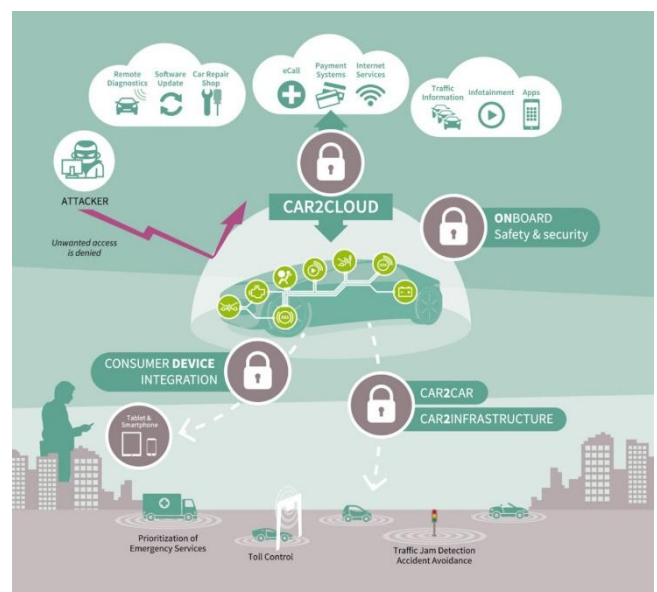 Remote
Diagnostics
Software
Update
Car Repair
Shop
eCall
Payment
Systems
Internet
Services
Traffic
Information
Infotainment
Apps
ATTACKER
Unwanted access
is denied
CAR2CLOUD
ONBOARD
Safety & security
CONSUMER DEVICE
INTEGRATION
Tablet &
Smartphone
CAR2CAR
CAR2INFRASTRUCTURE
Prioritization of
Emergency Services
Toll Control
Traffic Jam Detection
Accident Avoidance